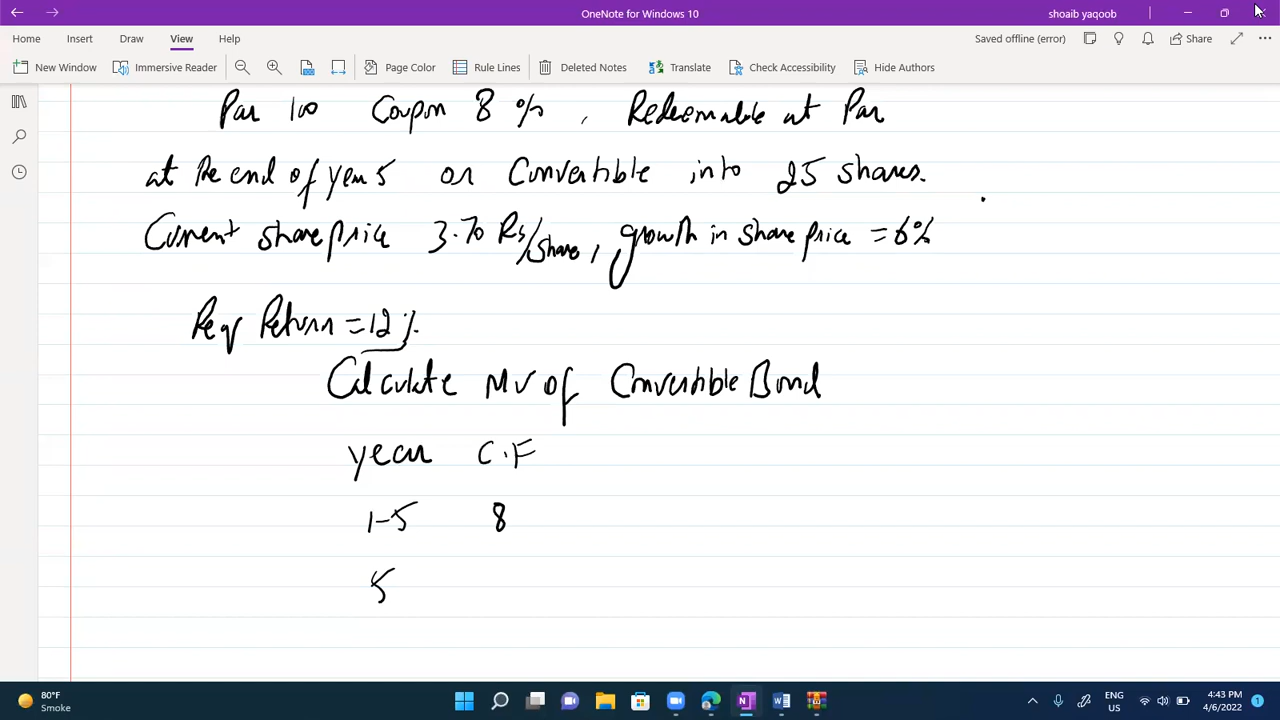 OneNote for Windows 10
shoaib yaqoob
Home Insert Draw View Help
Saved offline (error)
Share
New Window Immersive Reader Page Color Rule Lines Deleted Notes Translate Check Accessibility Hide Authors
Par 100 Coupon 8 %, Redeemable at Par
at the end of year 5 or Convertible into 25 shares.
Current share price 3.70 Rs/share, growth in share price = 6%
Req Return = 12 %
Calculate MV of Convertible Bond
year C.F
1-5 8
5
80°F
Smoke
ENG
US
4:43 PM
4/6/2022